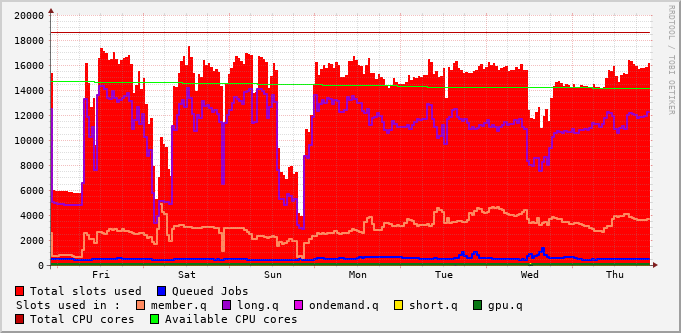 20000
18000
16000
14000
12000
10000
8000
6000
4000
2000
0
Fri Sat Sun Mon Tue Wed Thu
RRDTOOL / TOBI OETIKER
Total slots used Queued Jobs
Slots used in : member.q long.q ondemand.q short.q gpu.q
Total CPU cores Available CPU cores